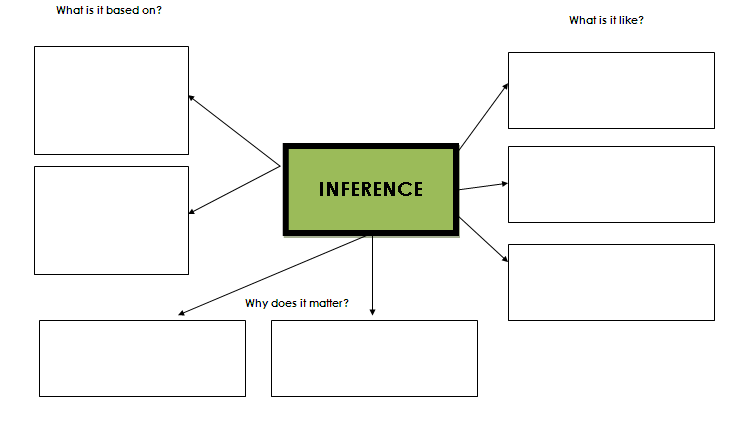 What is it based on?
What is it like?
INFERENCE
Why does it matter?